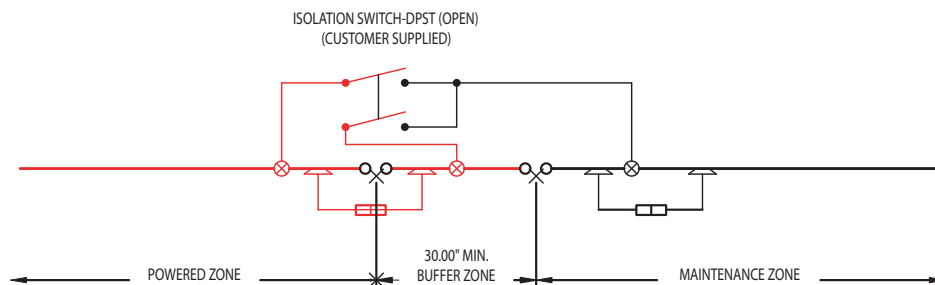 ISOLATION SWITCH-DPST (OPEN)
(CUSTOMER SUPPLIED)
30.00" MIN.
POWERED ZONE
BUFFER ZONE
MAINTENANCE ZONE